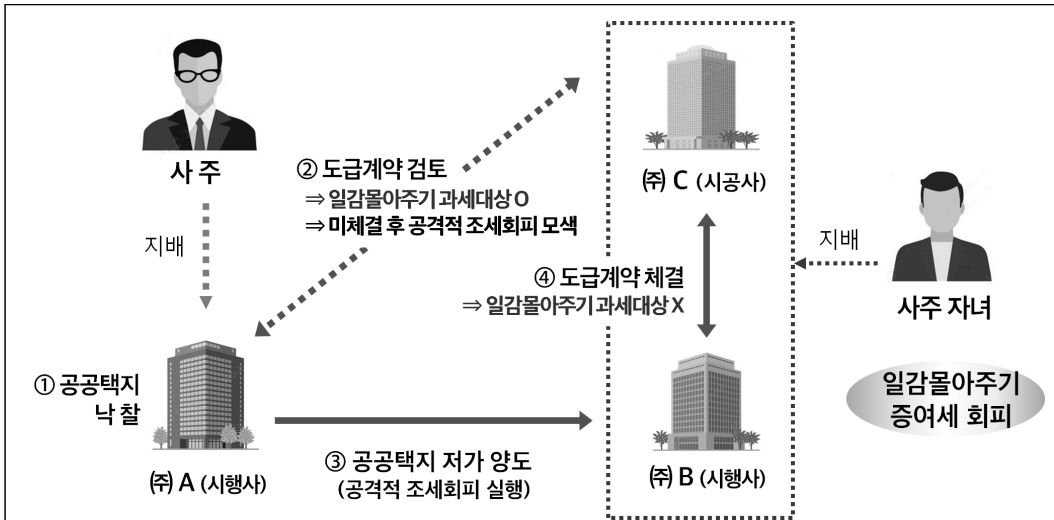 사 주
지배
① 공공택지
낙 찰
㈜ A (시행사)
② 도급계약 검토
⇒ 일감몰아주기 과세대상 O
⇒ 미체결 후 공격적 조세회피 모색
③ 공공택지 저가 양도
(공격적 조세회피 실행)
㈜ C (시공사)
④ 도급계약 체결
⇒ 일감몰아주기 과세대상 X
㈜ B (시행사)
지배
사주 자녀
일감몰아주기
증여세 회피